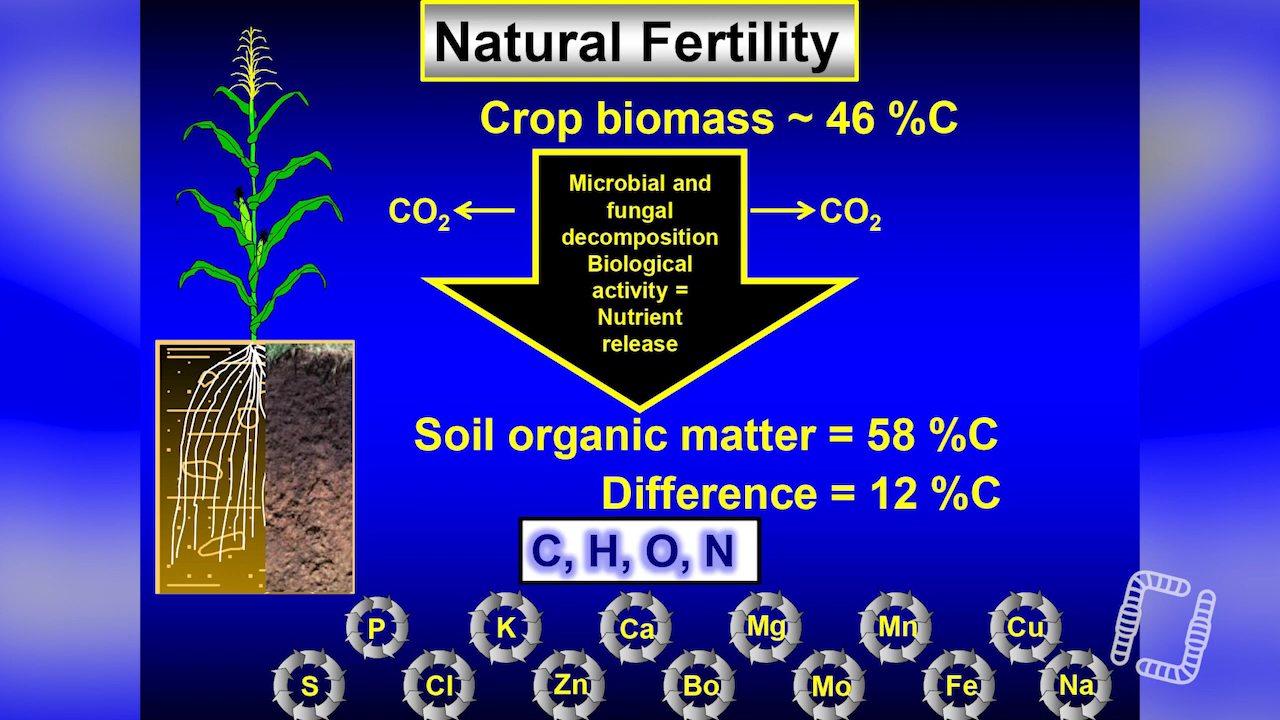 Natural Fertility
Crop biomass ~ 46 %C
Microbial and
fungal
decomposition
Biological
activity =
Nutrient
release
CO₂
CO₂
Soil organic matter = 58 %C
Difference = 12 %C
C, H, O, N
P K Ca Mg Mn Cu
S Cl Zn Bo Mo Fe Na